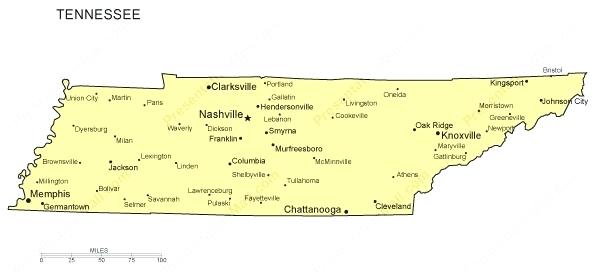 TENNESSEE
Bristol
Kingsport
Clarksville
Portland
Oneida
Union City
Martin
Paris
Gallatin
Hendersonville
Livingston
Johnson City
Morristown
Greeneville
Nashville
Lebanon
Cookeville
Dyersburg
Waverly
Dickson
Smyrna
Oak Ridge
Knoxville
Newport
Milan
Franklin
Murfreesboro
Maryville
Gatlinburg
Brownsville
Jackson
Lexington
Linden
Columbia
McMinnville
Shelbyville
Athens
Millington
Tullahoma
Memphis
Bolivar
Lawrenceburg
Germantown
Selmer
Savannah
Pulaski
Fayetteville
Chattanooga
Cleveland
MILES
0 50 100